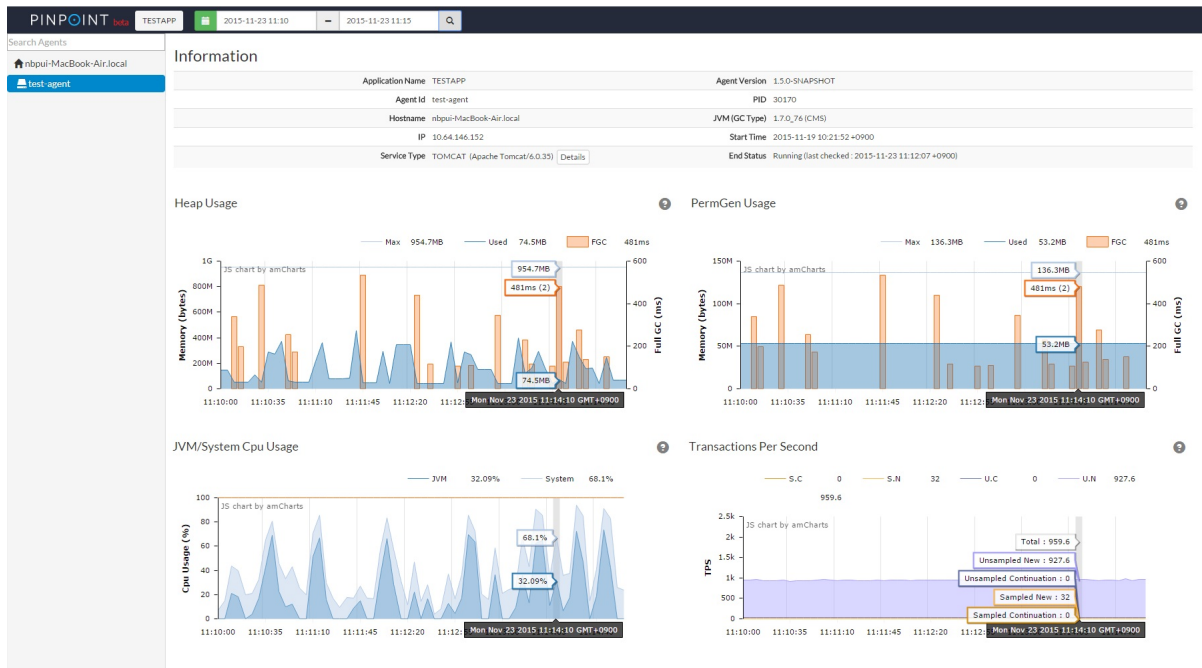 PINPOINT beta TESTAPP 2015-11-23 11:10 – 2015-11-23 11:15
Search Agents
nbpui-MacBook-Air.local
test-agent
Information
Application Name TESTAPP Agent Version 1.5.0-SNAPSHOT
Agent Id test-agent PID 30170
Hostname nbpui-MacBook-Air.local JVM (GC Type) 1.7.0_76 (CMS)
IP 10.64.146.152 Start Time 2015-11-19 10:21:52 +0900
Service Type TOMCAT (Apache Tomcat/6.0.35) Details End Status Running (last checked : 2015-11-23 11:12:07 +0900)
Heap Usage ?
Max 954.7MB Used 74.5MB FGC 481ms
JS chart by amCharts
Memory (bytes)
1G
800M
600M
400M
200M
0
Full GC (ms)
600
400
200
0
954.7MB
481ms (2)
74.5MB
11:10:00 11:10:35 11:11:10 11:11:45 11:12:20 11:12:
Mon Nov 23 2015 11:14:10 GMT+0900
PermGen Usage ?
Max 136.3MB Used 53.2MB FGC 481ms
JS chart by amCharts
Memory (bytes)
150M
100M
50M
0
Full GC (ms)
600
400
200
0
136.3MB
481ms (2)
53.2MB
11:10:00 11:10:35 11:11:10 11:11:45 11:12:20 11:12:
Mon Nov 23 2015 11:14:10 GMT+0900
JVM/System Cpu Usage ?
JVM 32.09% System 68.1%
JS chart by amCharts
Cpu Usage (%)
100
80
60
40
20
0
68.1%
32.09%
11:10:00 11:10:35 11:11:10 11:11:45 11:12:20 11:12:
Mon Nov 23 2015 11:14:10 GMT+0900
Transactions Per Second ?
S.C 0 S.N 32 U.C 0 U.N 927.6
959.6
JS chart by amCharts
TPS
2.5k
2k
1.5k
1k
500
0
Total : 959.6
Unsampled New : 927.6
Unsampled Continuation : 0
Sampled New : 32
Sampled Continuation : 0
11:10:00 11:10:35 11:11:10 11:11:45 11:12:20 11:12:
Mon Nov 23 2015 11:14:10 GMT+0900